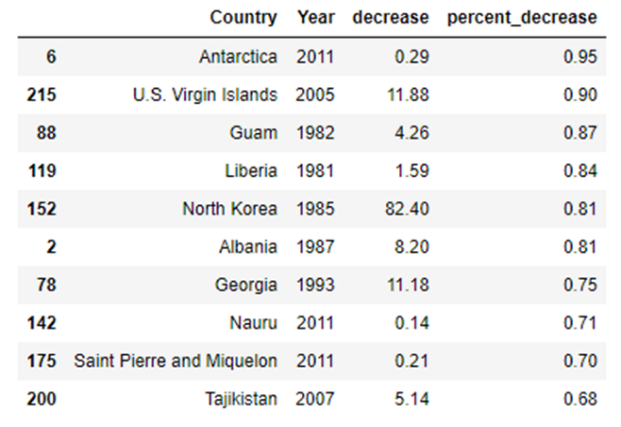 Country Year decrease percent_decrease
6 Antarctica 2011 0.29 0.95
215 U.S. Virgin Islands 2005 11.88 0.90
88 Guam 1982 4.26 0.87
119 Liberia 1981 1.59 0.84
152 North Korea 1985 82.40 0.81
2 Albania 1987 8.20 0.81
78 Georgia 1993 11.18 0.75
142 Nauru 2011 0.14 0.71
175 Saint Pierre and Miquelon 2011 0.21 0.70
200 Tajikistan 2007 5.14 0.68